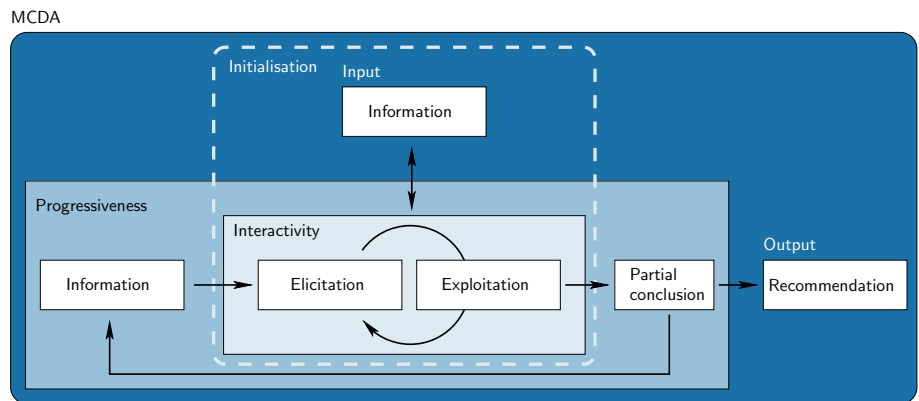 MCDA
Initialisation
Input
Information
Progressiveness
Interactivity
Information
Elicitation
Exploitation
Partial
conclusion
Output
Recommendation